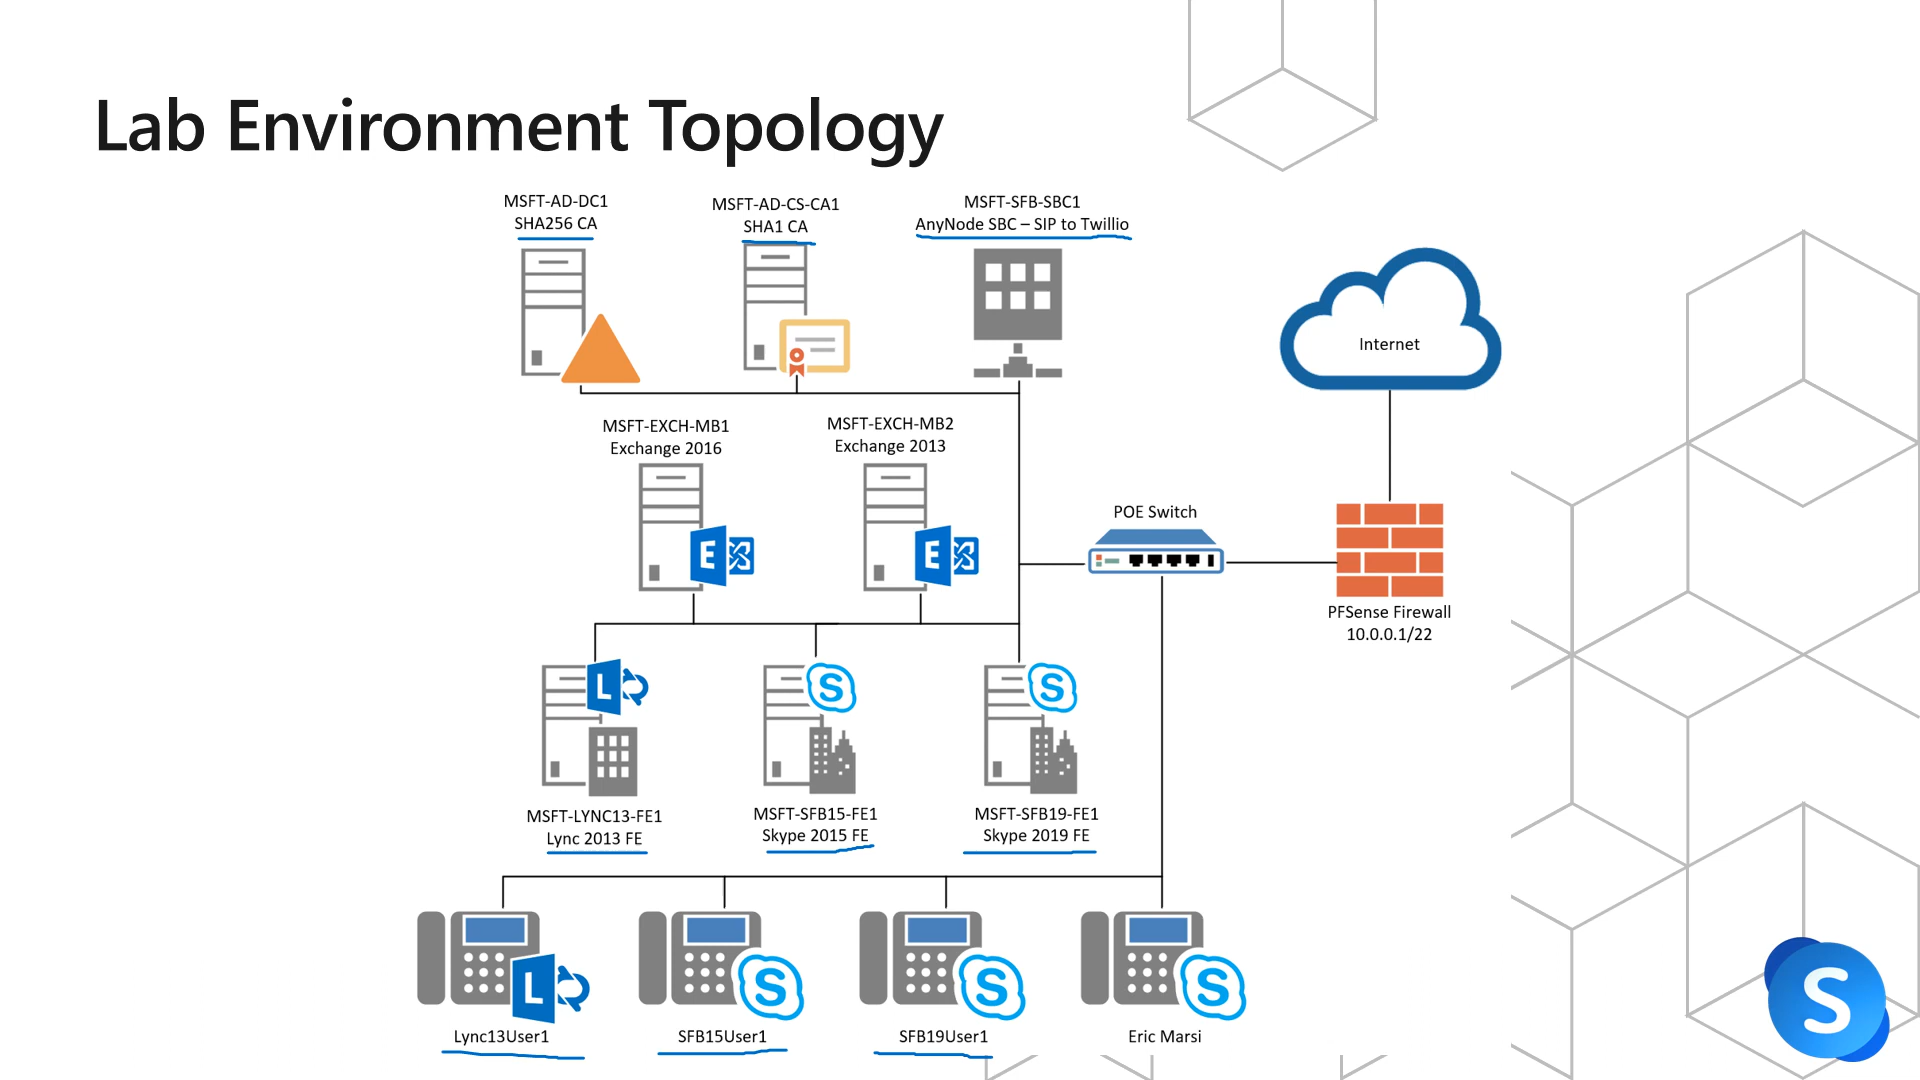 Lab Environment Topology
MSFT-AD-DC1
SHA256 CA
MSFT-AD-CS-CA1
SHA1 CA
MSFT-SFB-SBC1
AnyNode SBC – SIP to Twillio
Internet
MSFT-EXCH-MB1
Exchange 2016
E
MSFT-EXCH-MB2
Exchange 2013
E
POE Switch
PFSense Firewall
10.0.0.1/22
L
S
S
MSFT-LYNC13-FE1
Lync 2013 FE
MSFT-SFB15-FE1
Skype 2015 FE
MSFT-SFB19-FE1
Skype 2019 FE
L
S
S
S
Lync13User1
SFB15User1
SFB19User1
Eric Marsi
S